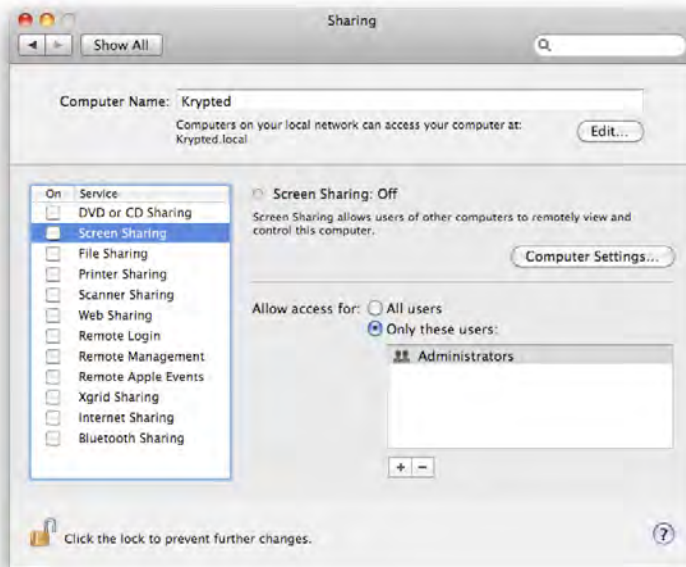 Sharing
Show All
Computer Name: Krypted
Computers on your local network can access your computer at:
Krypted.local
Edit...
On Service
DVD or CD Sharing
Screen Sharing
File Sharing
Printer Sharing
Scanner Sharing
Web Sharing
Remote Login
Remote Management
Remote Apple Events
Xgrid Sharing
Internet Sharing
Bluetooth Sharing
Screen Sharing: Off
Screen Sharing allows users of other computers to remotely view and
control this computer.
Computer Settings...
Allow access for: All users
Only these users:
Administrators
+ −
Click the lock to prevent further changes.
?